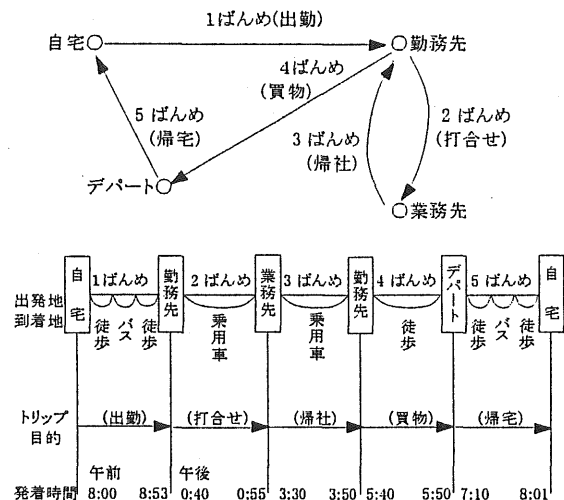 1ばんめ(出勤)
自宅 勤務先
4ばんめ
(買物)
5ばんめ
(帰宅)
2ばんめ
(打合せ)
3ばんめ
(帰社)
デパート
業務先
自宅 1ばんめ 勤務先 2ばんめ 業務先 3ばんめ 勤務先 4ばんめ デパート 5ばんめ 自宅
出発地
到着地
徒歩 バス 徒歩 乗用車 乗用車 徒歩 徒歩 バス 徒歩
トリップ
目的
(出勤) (打合せ) (帰社) (買物) (帰宅)
午前 午後
発着時間 8:00 8:53 0:40 0:55 3:30 3:50 5:40 5:50 7:10 8:01